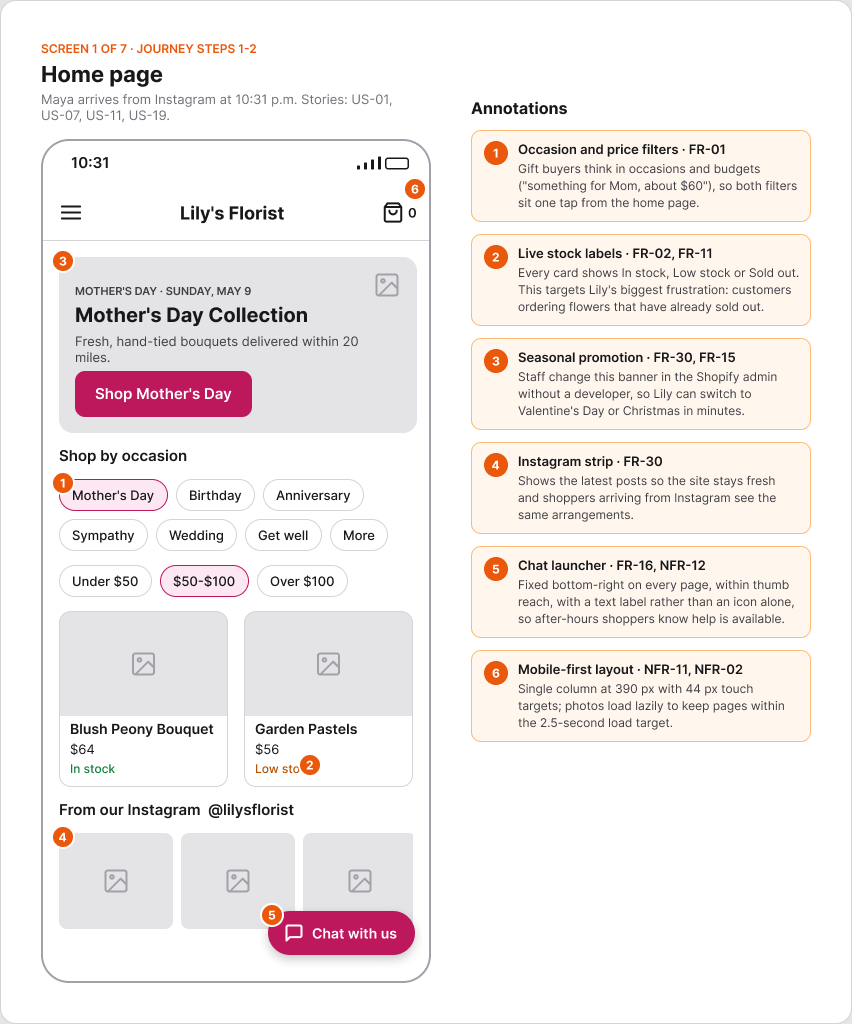 SCREEN 1 OF 7 · JOURNEY STEPS 1-2
Home page
Maya arrives from Instagram at 10:31 p.m. Stories: US-01,
US-07, US-11, US-19.
10:31
6
Lily's Florist
0
3
MOTHER'S DAY · SUNDAY, MAY 9
Mother's Day Collection
Fresh, hand-tied bouquets delivered within 20
miles.
Shop Mother's Day
Shop by occasion
1
Mother's Day
Birthday
Anniversary
Sympathy
Wedding
Get well
More
Under $50
$50-$100
Over $100
Blush Peony Bouquet
$64
In stock
Garden Pastels
$56
Low sto
2
From our Instagram @lilysflorist
4
5
Chat with us
Annotations
1
Occasion and price filters · FR-01
Gift buyers think in occasions and budgets
("something for Mom, about $60"), so both filters
sit one tap from the home page.
2
Live stock labels · FR-02, FR-11
Every card shows In stock, Low stock or Sold out.
This targets Lily's biggest frustration: customers
ordering flowers that have already sold out.
3
Seasonal promotion · FR-30, FR-15
Staff change this banner in the Shopify admin
without a developer, so Lily can switch to
Valentine's Day or Christmas in minutes.
4
Instagram strip · FR-30
Shows the latest posts so the site stays fresh
and shoppers arriving from Instagram see the
same arrangements.
5
Chat launcher · FR-16, NFR-12
Fixed bottom-right on every page, within thumb
reach, with a text label rather than an icon alone,
so after-hours shoppers know help is available.
6
Mobile-first layout · NFR-11, NFR-02
Single column at 390 px with 44 px touch
targets; photos load lazily to keep pages within
the 2.5-second load target.